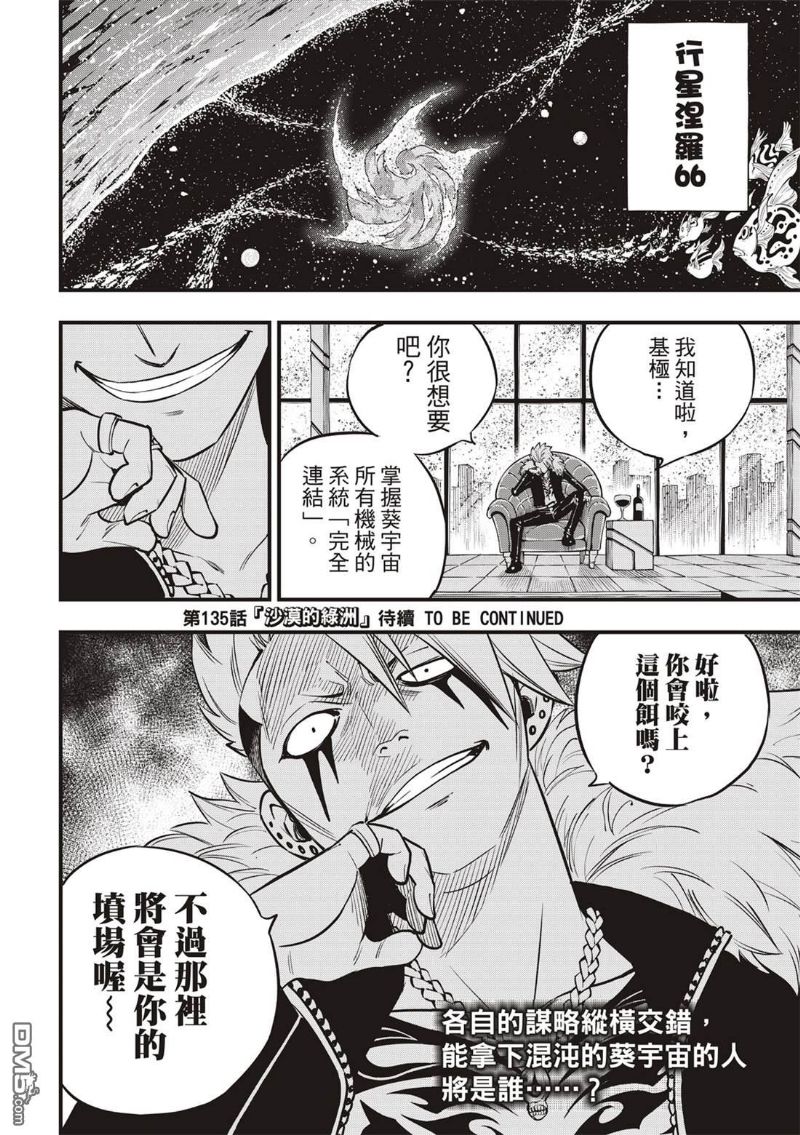 行星涅羅66
我知道啦，
基極…
你很想要
吧？
掌握葵宇宙
所有機械的
系統「完全
連結」。
第135話『沙漠的綠洲』待續 TO BE CONTINUED
好啦，
你會咬上
這個餌嗎？
不過那裡
將會是你的
墳場喔～
各自的謀略縱橫交錯，
能拿下混沌的葵宇宙的人
將是誰……？